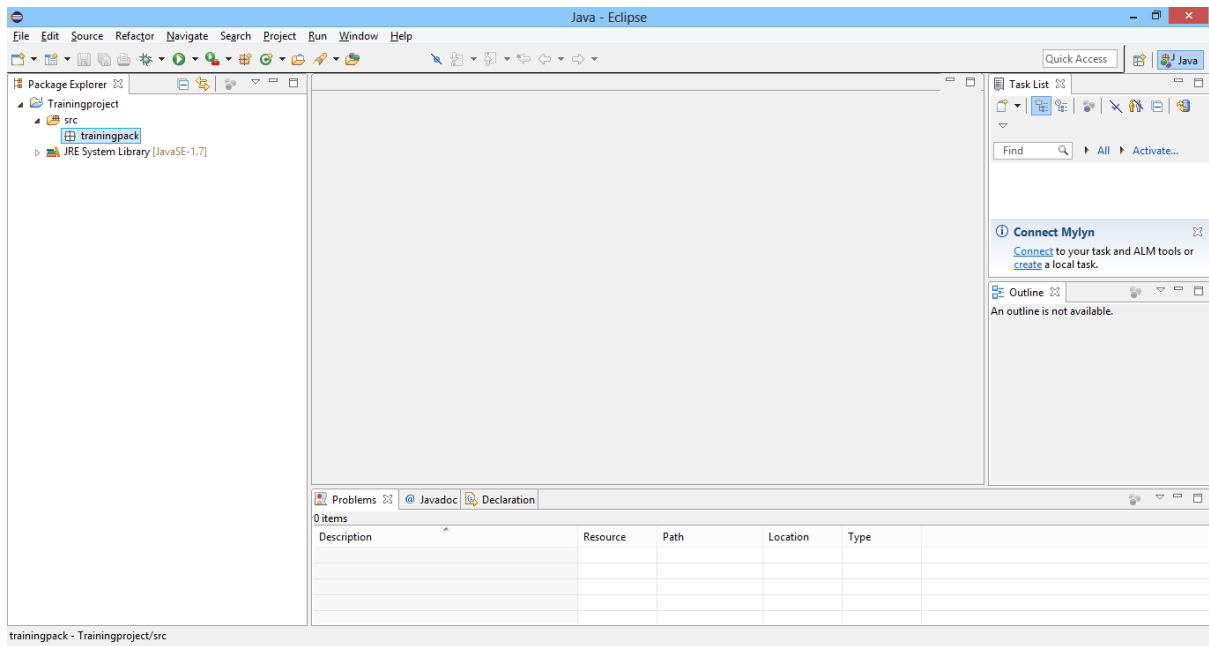 Java - Eclipse
File Edit Source Refactor Navigate Search Project Run Window Help
Quick Access
Java
Package Explorer
Trainingproject
src
trainingpack
JRE System Library [JavaSE-1.7]
Task List
Find
All
Activate...
Connect Mylyn
Connect to your task and ALM tools or
create a local task.
Outline
An outline is not available.
Problems @ Javadoc Declaration
0 items
Description Resource Path Location Type
trainingpack - Trainingproject/src